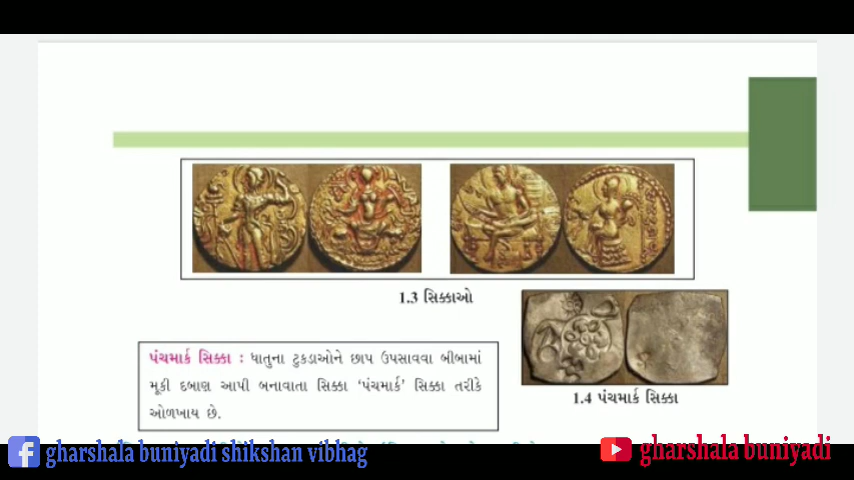 1.3 સિક્કાઓ
પંચમાર્ક સિક્કા : ધાતુના ટુકડાઓને છાપ ઉપસાવવા બીબામાં
મૂકી દબાણ આપી બનાવાતા સિક્કા ‘પંચમાર્ક’ સિક્કા તરીકે
ઓળખાય છે.
1.4 પંચમાર્ક સિક્કા
gharshala buniyadi shikshan vibhag
gharshala buniyadi